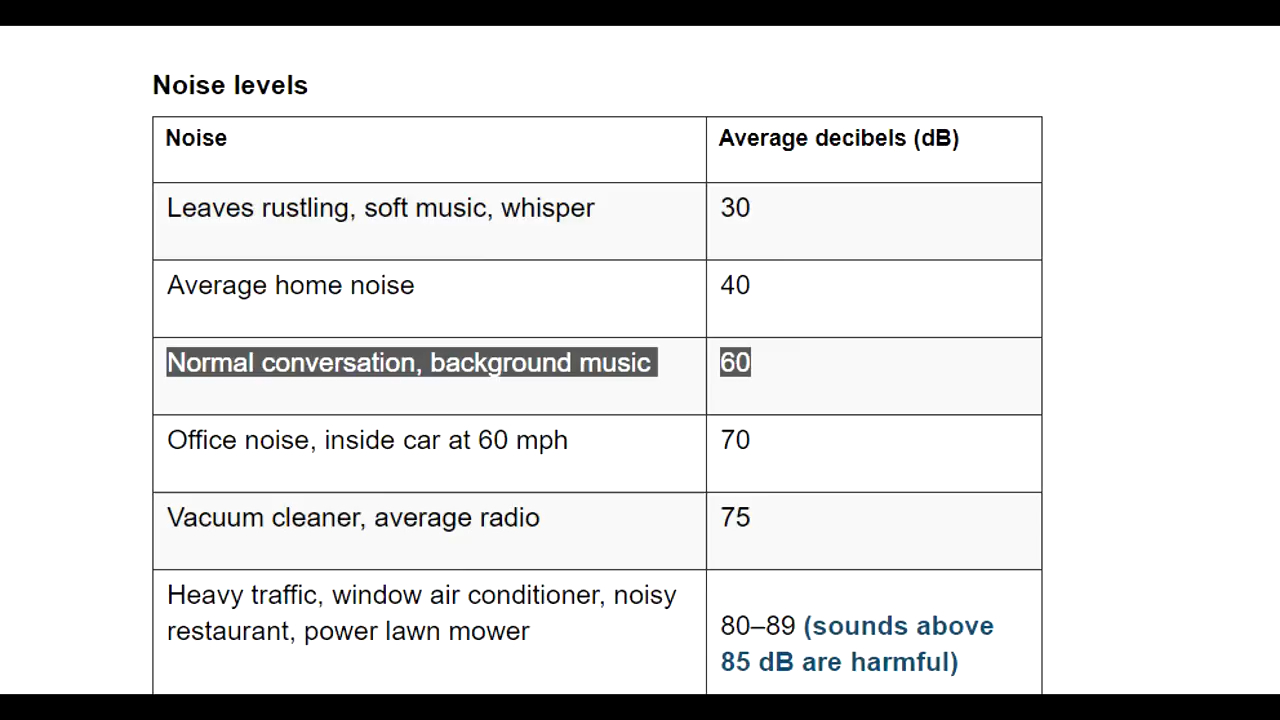 Noise levels
Noise
Average decibels (dB)
Leaves rustling, soft music, whisper
30
Average home noise
40
Normal conversation, background music
60
Office noise, inside car at 60 mph
70
Vacuum cleaner, average radio
75
Heavy traffic, window air conditioner, noisy
restaurant, power lawn mower
80–89 (sounds above
85 dB are harmful)